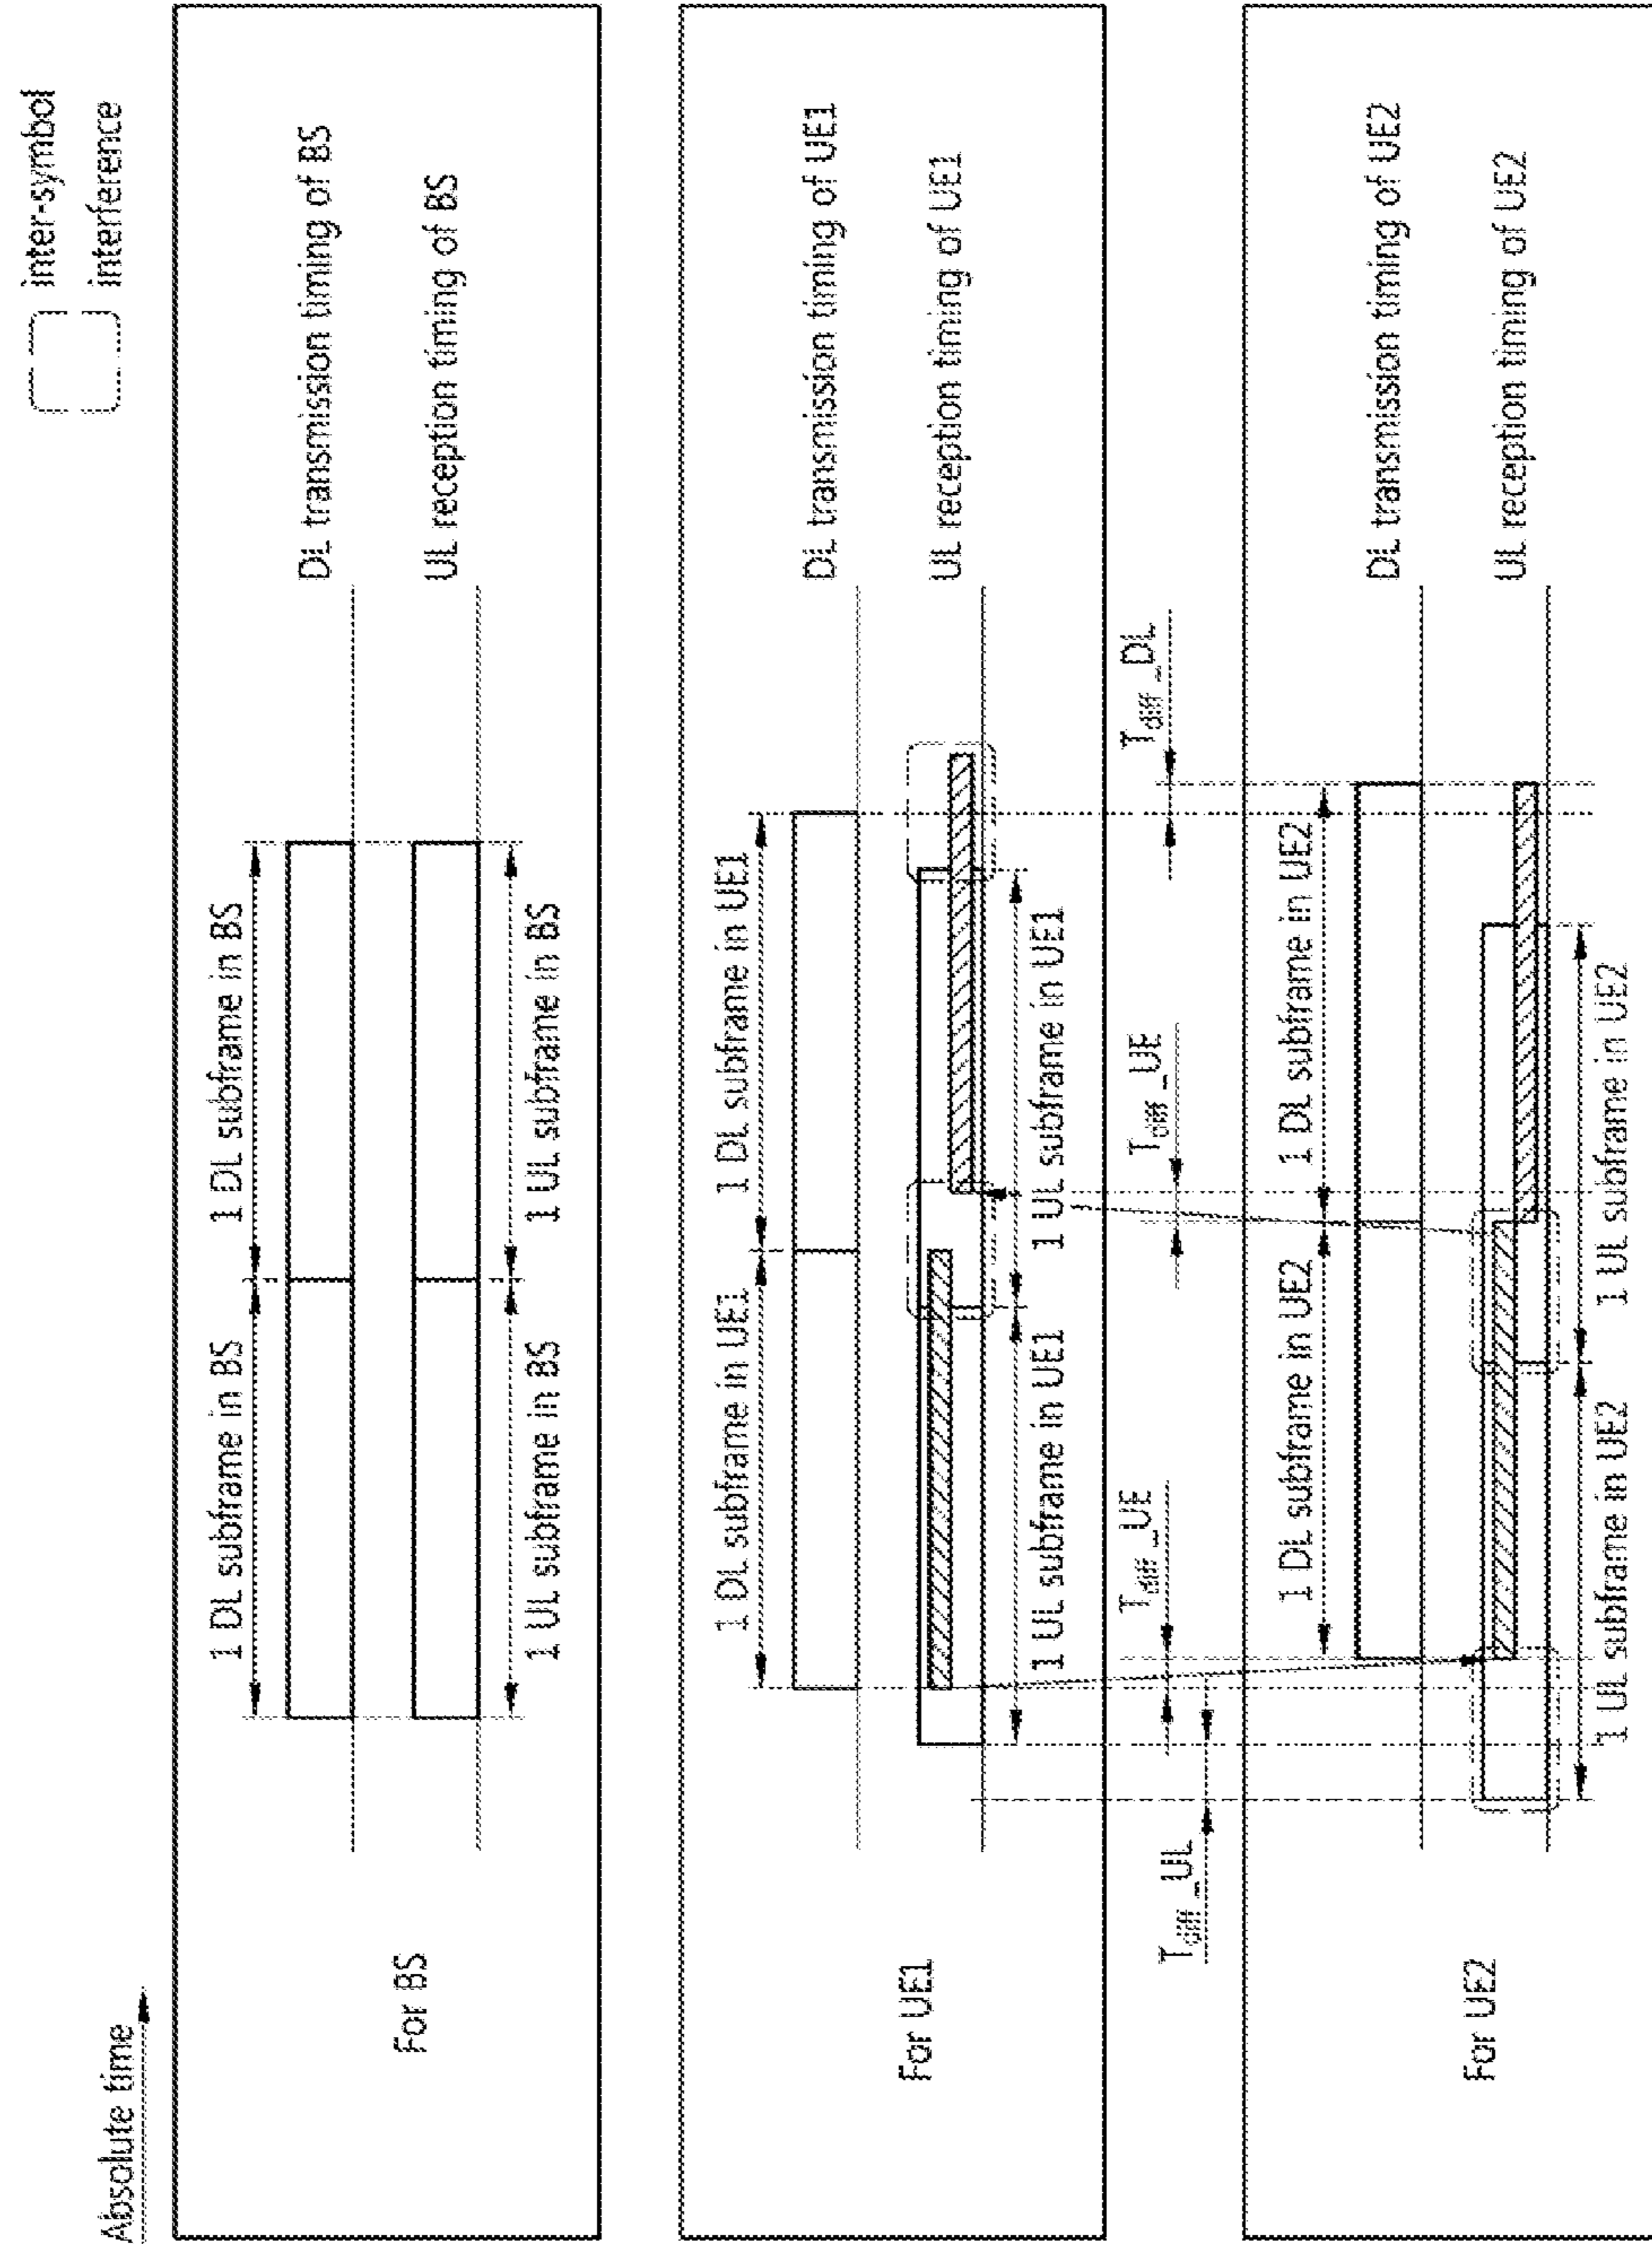 Absolute time
inter-symbol
interference
For BS
1 DL subframe in BS
1 DL subframe in BS
DL transmission timing of BS
UL reception timing of BS
1 UL subframe in BS
1 UL subframe in BS
For UE1
1 DL subframe in UE1
1 DL subframe in UE1
DL transmission timing of UE1
UL reception timing of UE1
1 UL subframe in UE1
1 UL subframe in UE1
Tdiff_UL
Tdiff_UE
Tdiff_UE
Tdiff_DL
For UE2
1 DL subframe in UE2
1 DL subframe in UE2
DL transmission timing of UE2
UL reception timing of UE2
1 UL subframe in UE2
1 UL subframe in UE2